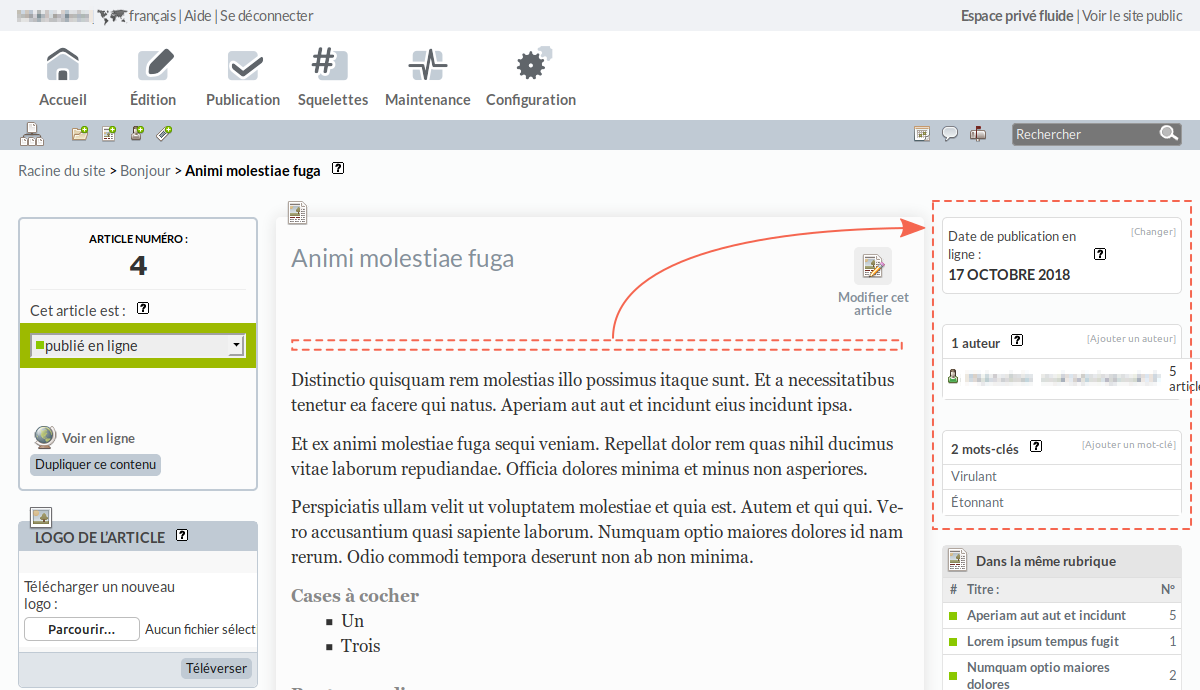 français | Aide | Se déconnecter
Espace privé fluide | Voir le site public
Accueil
Édition
Publication
Squelettes
Maintenance
Configuration
Rechercher
Racine du site > Bonjour > Animi molestiae fuga ?
ARTICLE NUMÉRO :
4
Cet article est : ?
publié en ligne
Voir en ligne
Dupliquer ce contenu
LOGO DE L'ARTICLE ?
Télécharger un nouveau
logo :
Parcourir... Aucun fichier sélect
Téléverser
Animi molestiae fuga
Modifier cet
article
Distinctio quisquam rem molestias illo possimus itaque sunt. Et a necessitatibus
tenetur ea facere qui natus. Aperiam aut aut et incidunt eius incidunt ipsa.
Et ex animi molestiae fuga sequi veniam. Repellat dolor rem quas nihil ducimus
vitae laborum repudiandae. Officia dolores minima et minus non asperiores.
Perspiciatis ullam velit ut voluptatem molestiae et quia est. Autem et qui qui. Ve-
ro accusantium quasi sapiente laborum. Numquam optio maiores dolores id nam
rerum. Odio commodi tempora deserunt non ab non minima.
Cases à cocher
Un
Trois
[Changer]
Date de publication en
ligne : ?
17 OCTOBRE 2018
1 auteur ? [Ajouter un auteur]
5
article
2 mots-clés ? [Ajouter un mot-clé]
Virulant
Étonnant
Dans la même rubrique
# Titre : N°
Aperiam aut aut et incidunt 5
Lorem ipsum tempus fugit 1
Numquam optio maiores
dolores 2